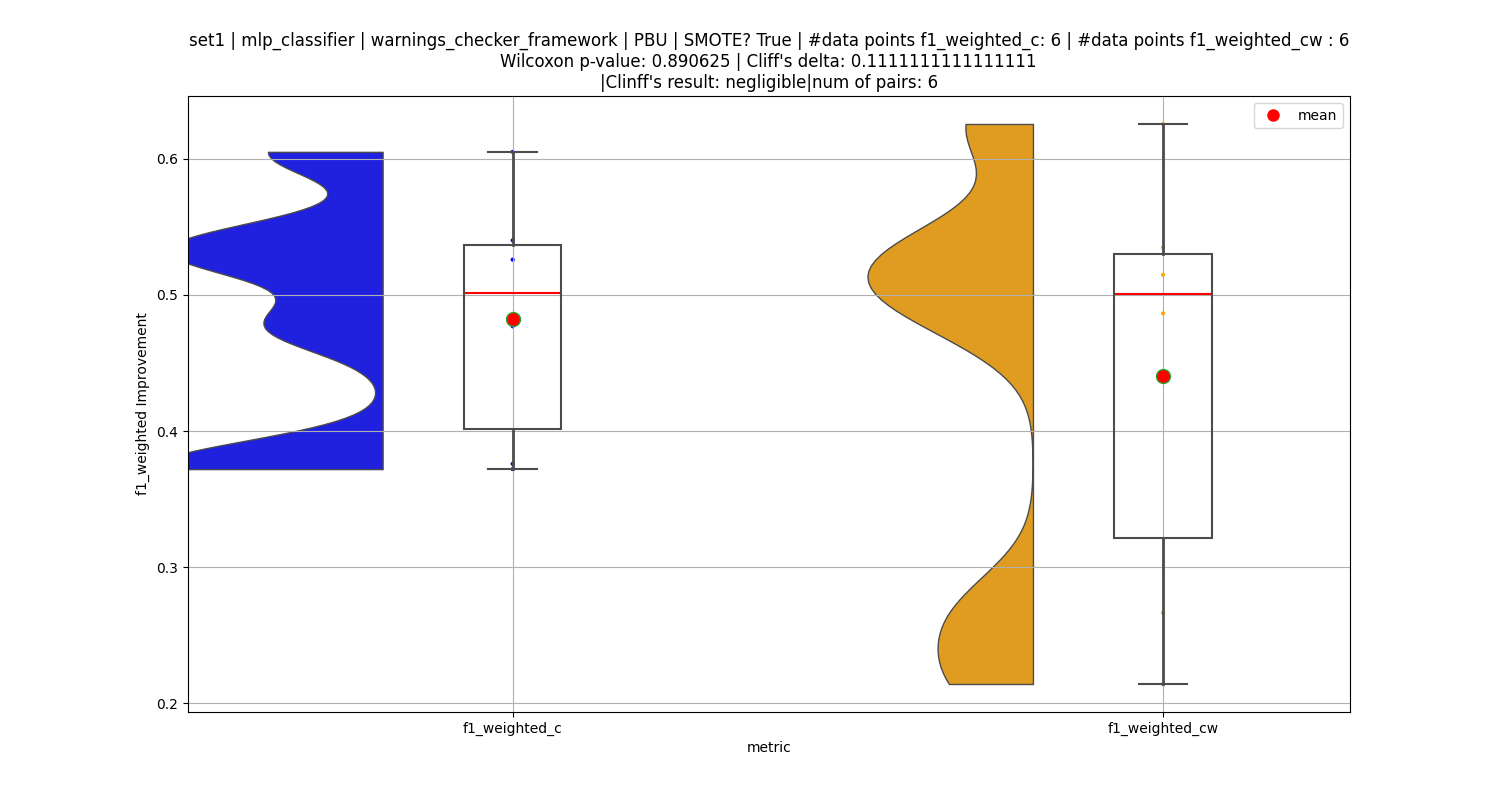 set1 | mlp_classifier | warnings_checker_framework | PBU | SMOTE? True | #data points f1_weighted_c: 6 | #data points f1_weighted_cw : 6
Wilcoxon p-value: 0.890625 | Cliff's delta: 0.1111111111111111
|Clinff's result: negligible|num of pairs: 6
mean
0.6
0.5
0.4
0.3
0.2
f1_weighted Improvement
f1_weighted_c
f1_weighted_cw
metric